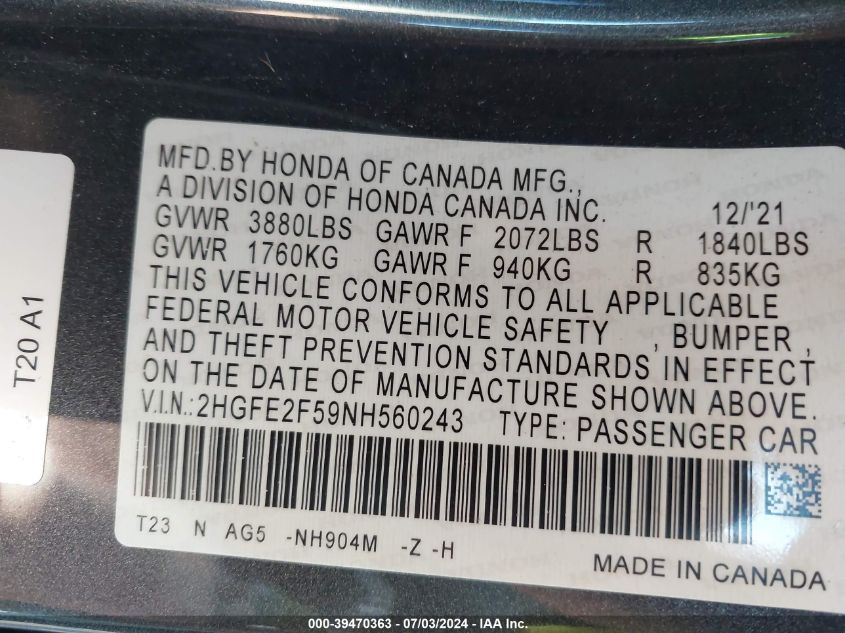 MFD.BY HONDA OF CANADA MFG.,
A DIVISION OF HONDA CANADA INC. 12/'21
GVWR 3880LBS GAWR F 2072LBS R 1840LBS
GVWR 1760KG GAWR F 940KG R 835KG
THIS VEHICLE CONFORMS TO ALL APPLICABLE
FEDERAL MOTOR VEHICLE SAFETY , BUMPER ,
AND THEFT PREVENTION STANDARDS IN EFFECT
ON THE DATE OF MANUFACTURE SHOWN ABOVE.
V.I.N.:2HGFE2F59NH560243 TYPE: PASSENGER CAR
T23 N AG5 -NH904M -Z -H
MADE IN CANADA
T20 A1
000-39470363 - 07/03/2024 - IAA Inc.